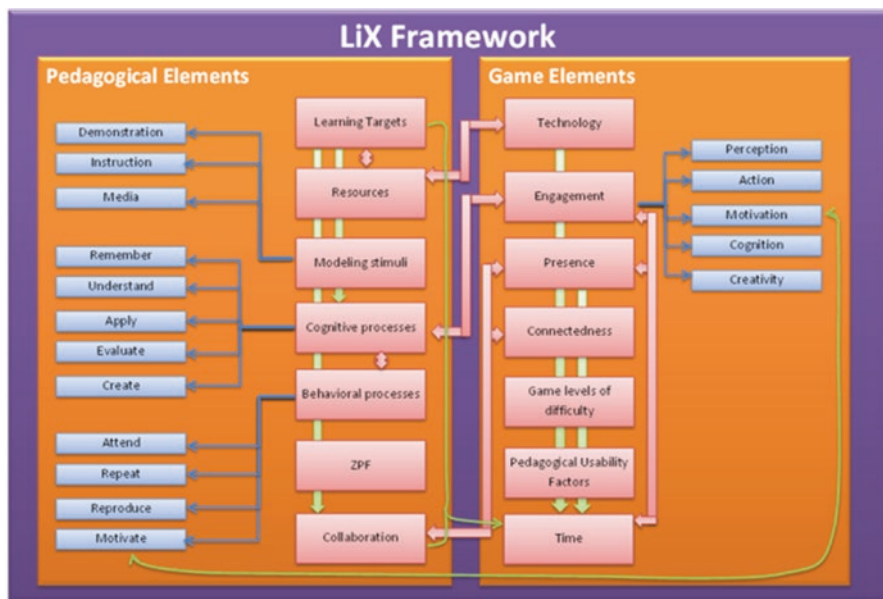 LiX Framework
Pedagogical Elements
Demonstration
Instruction
Media
Remember
Understand
Apply
Evaluate
Create
Attend
Repeat
Reproduce
Motivate
Learning Targets
Resources
Modeling stimuli
Cognitive processes
Behavioral processes
ZPF
Collaboration
Game Elements
Technology
Engagement
Presence
Connectedness
Game levels of
difficulty
Pedagogical Usability
Factors
Time
Perception
Action
Motivation
Cognition
Creativity